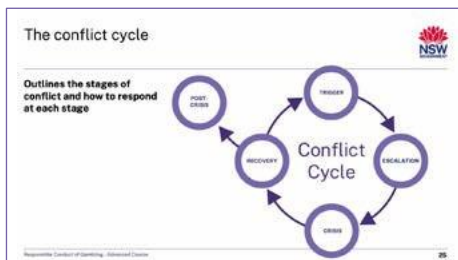 The conflict cycle
NSW
GOVERNMENT
Outlines the stages of
conflict and how to respond
at each stage
POST
CRISIS
TRIGGER
RECOVERY
Conflict
Cycle
ESCALATION
CRISIS
Responsible Conduct of Gambling - Advanced Course
25